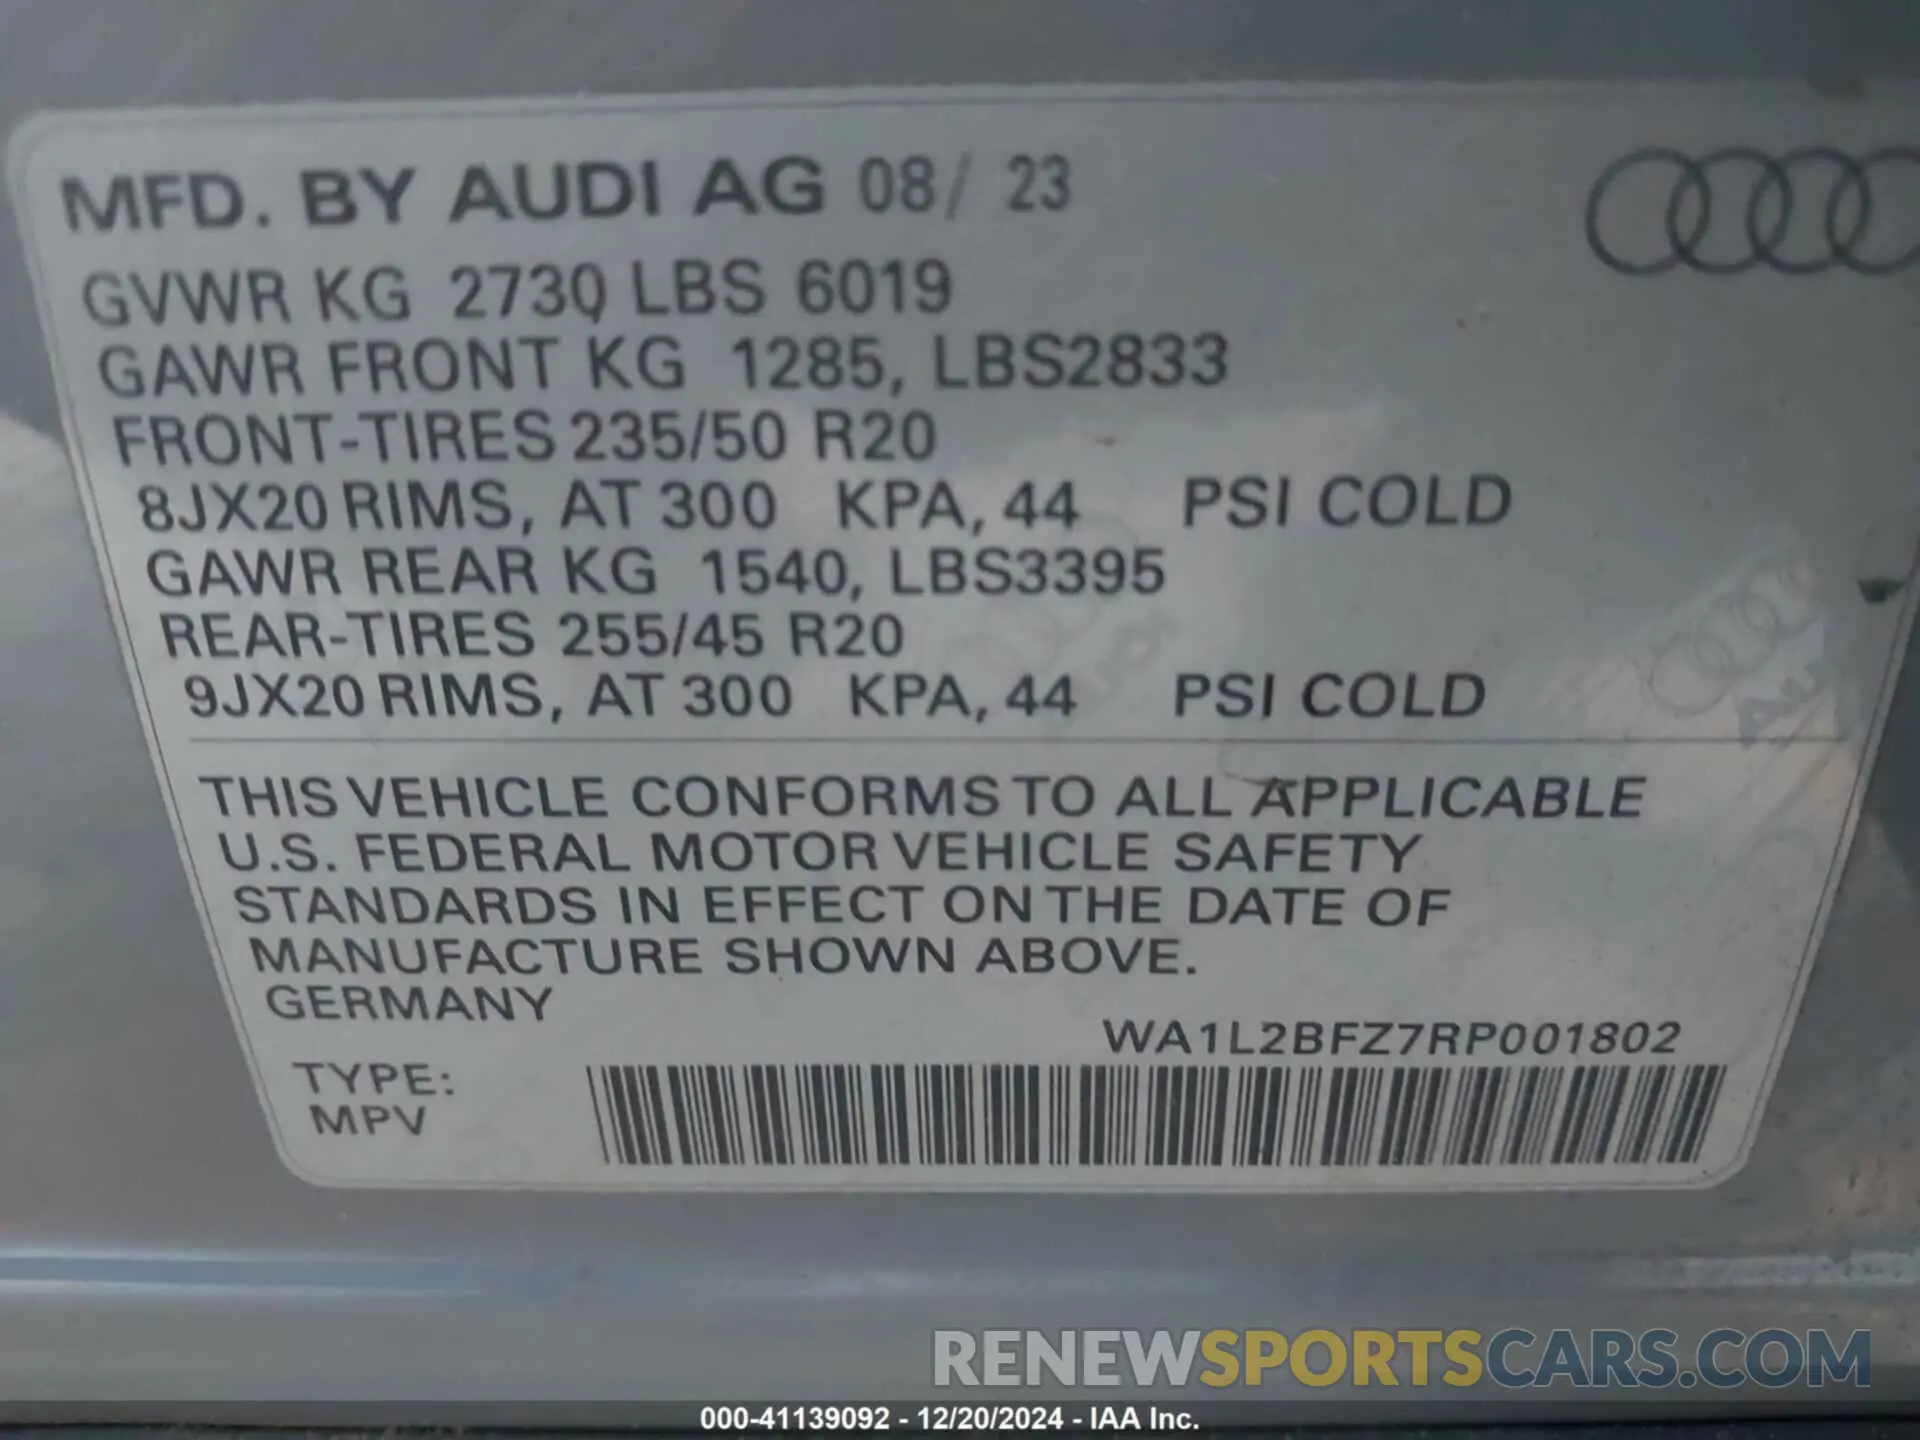 MFD. BY AUDI AG 08/ 23
GVWR KG 2730 LBS 6019
GAWR FRONT KG 1285, LBS2833
FRONT-TIRES 235/50 R20
8JX20 RIMS, AT 300 KPA, 44 PSI COLD
GAWR REAR KG 1540, LBS3395
REAR-TIRES 255/45 R20
9JX20 RIMS, AT 300 KPA, 44 PSI COLD
THIS VEHICLE CONFORMS TO ALL APPLICABLE
U.S. FEDERAL MOTOR VEHICLE SAFETY
STANDARDS IN EFFECT ON THE DATE OF
MANUFACTURE SHOWN ABOVE.
GERMANY
WA1L2BFZ7RP001802
TYPE:
MPV
RENEWSPORTSCARS.COM
000-41139092 - 12/20/2024 - IAA Inc.